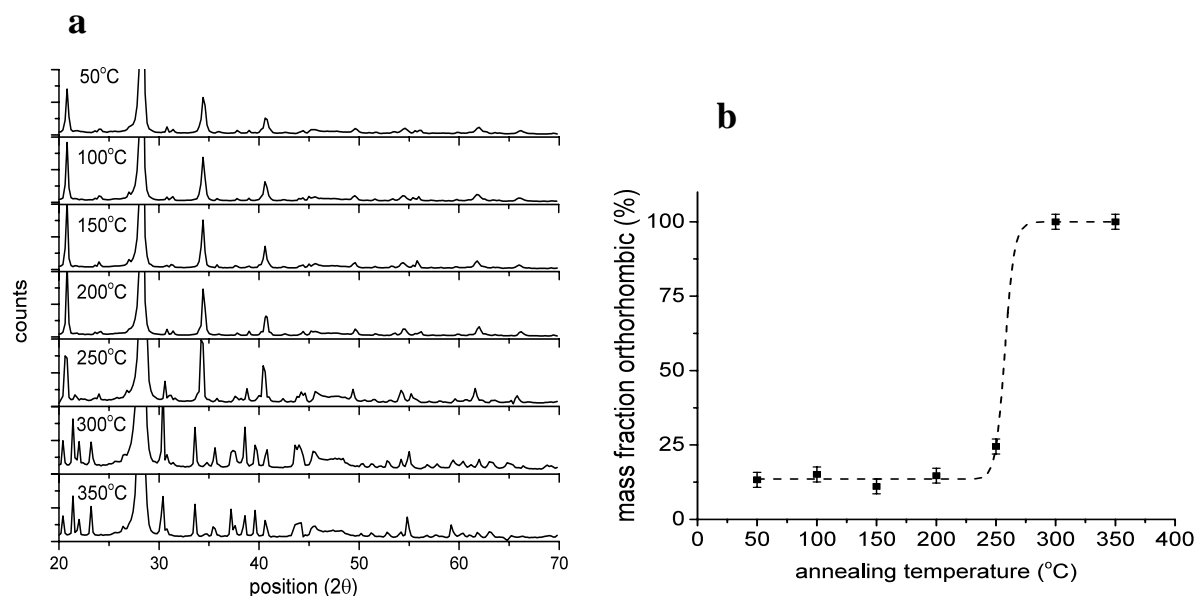 a
50°C
100°C
150°C
200°C
250°C
300°C
350°C
counts
20 30 40 50 60 70
position (2θ)
b
mass fraction orthorhombic (%)
100
75
50
25
0
0 50 100 150 200 250 300 350 400
annealing temperature (°C)